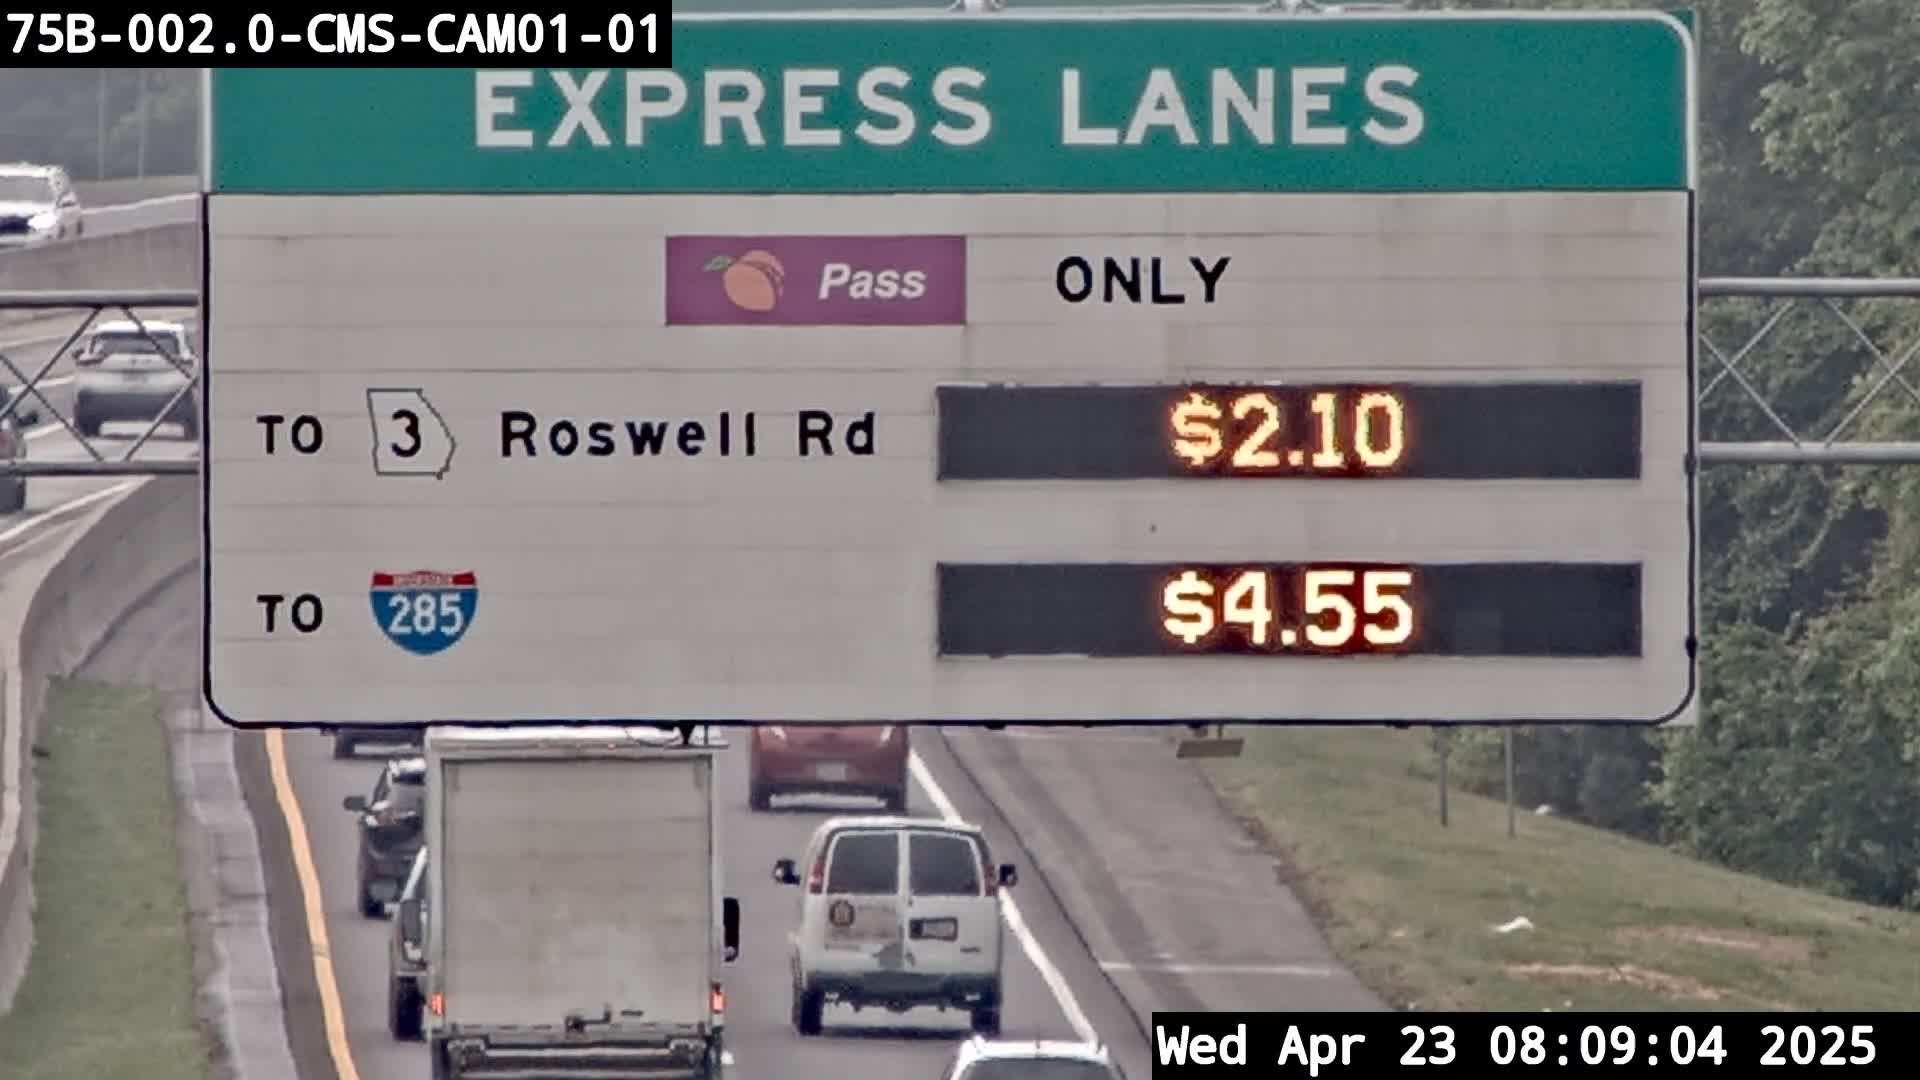 75B-002.0-CMS-CAM01-01
EXPRESS LANES
Pass ONLY
TO 3 Roswell Rd $2.10
INTERSTATE
TO 285 $4.55
Wed Apr 23 08:09:04 2025